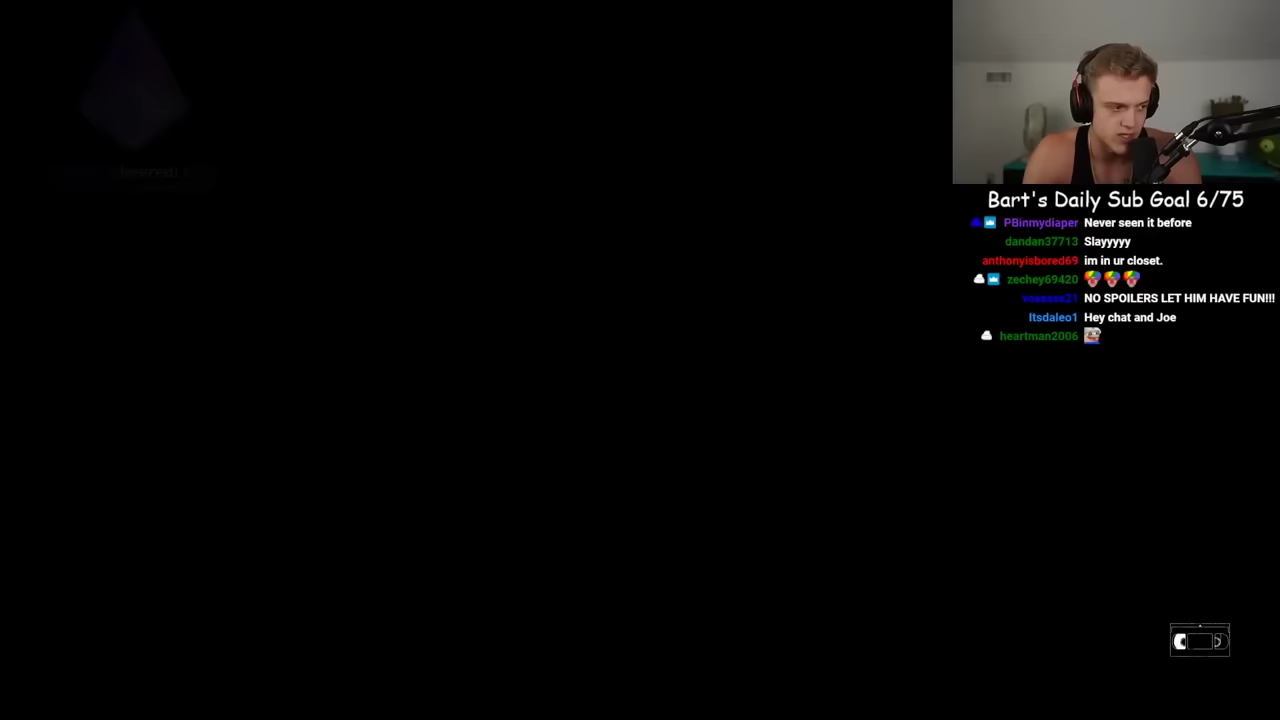 Bart's Daily Sub Goal 6/75
PBinmydiaper Never seen it before
dandan37713 Slayyyyy
anthonyisbored69 im in ur closet.
zechey69420
NO SPOILERS LET HIM HAVE FUN!!!
Itsdaleo1 Hey chat and Joe
heartman2006